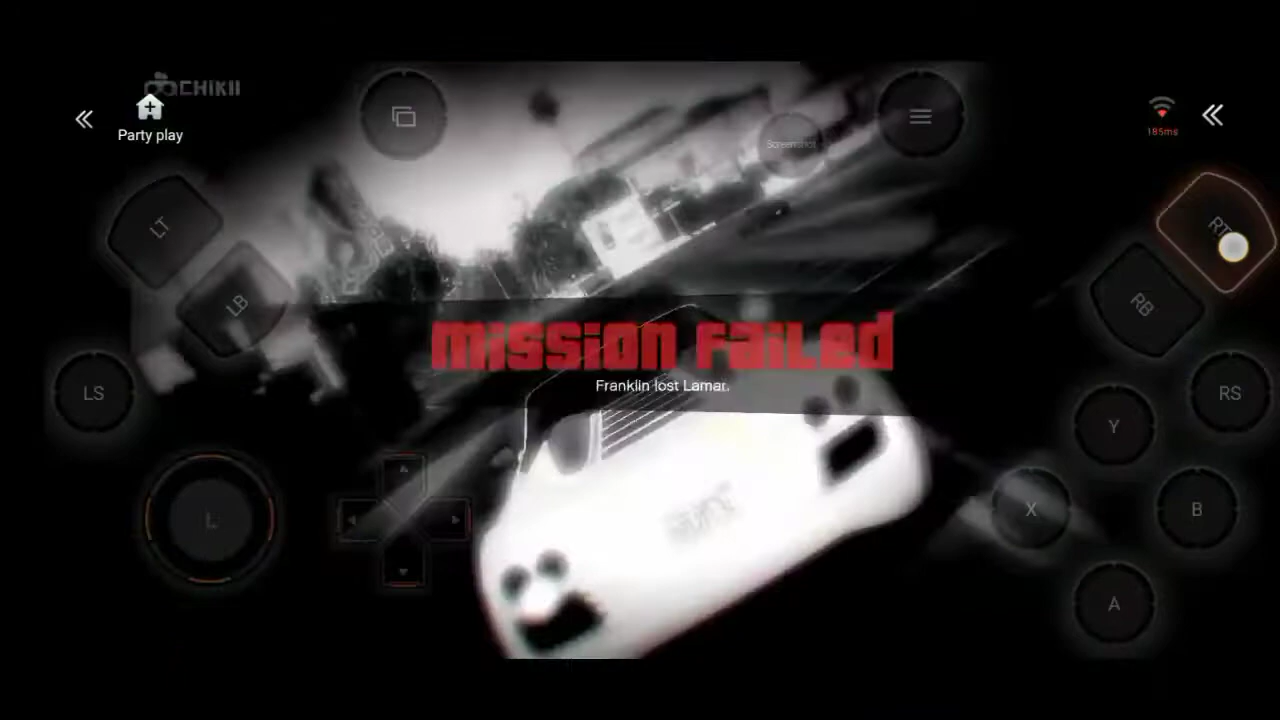 CHIKII
Party play
Screenshot
185ms
LT
LB
RT
RB
mission failed
Franklin lost Lamar.
LS
RS
Y
L
X
B
A